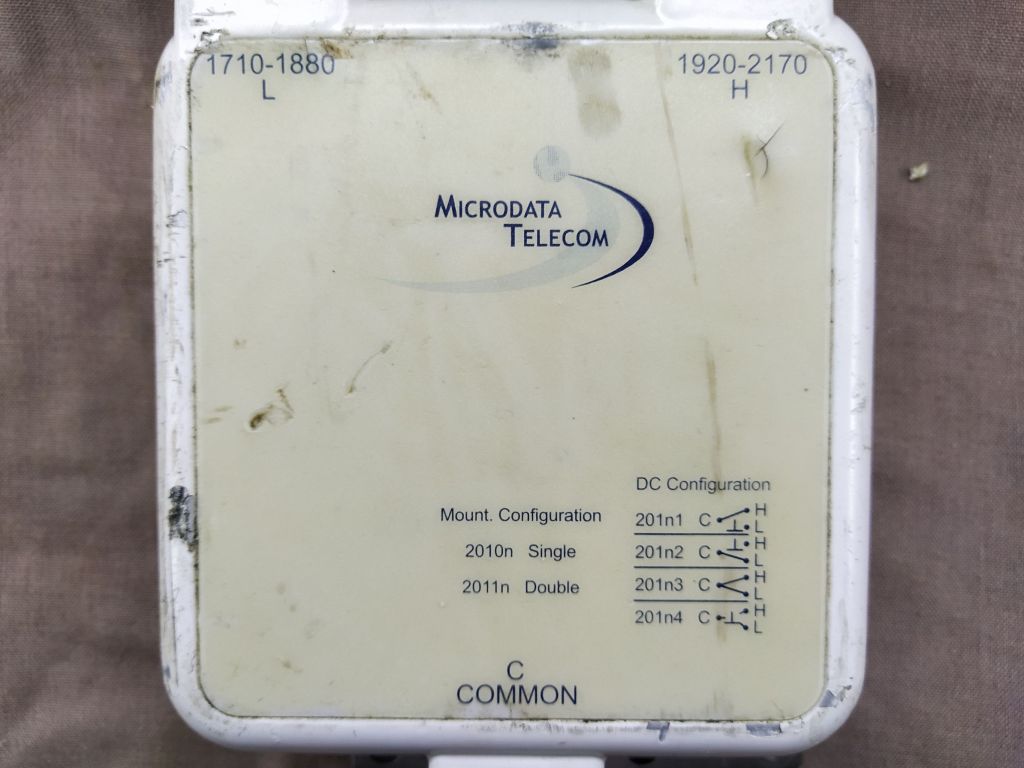 1710-1880
L
1920-2170
H
MICRODATA
TELECOM
DC Configuration
Mount. Configuration
2010n Single
2011n Double
201n1 C H
L
201n2 C H
L
201n3 C H
L
201n4 C H
L
C
COMMON